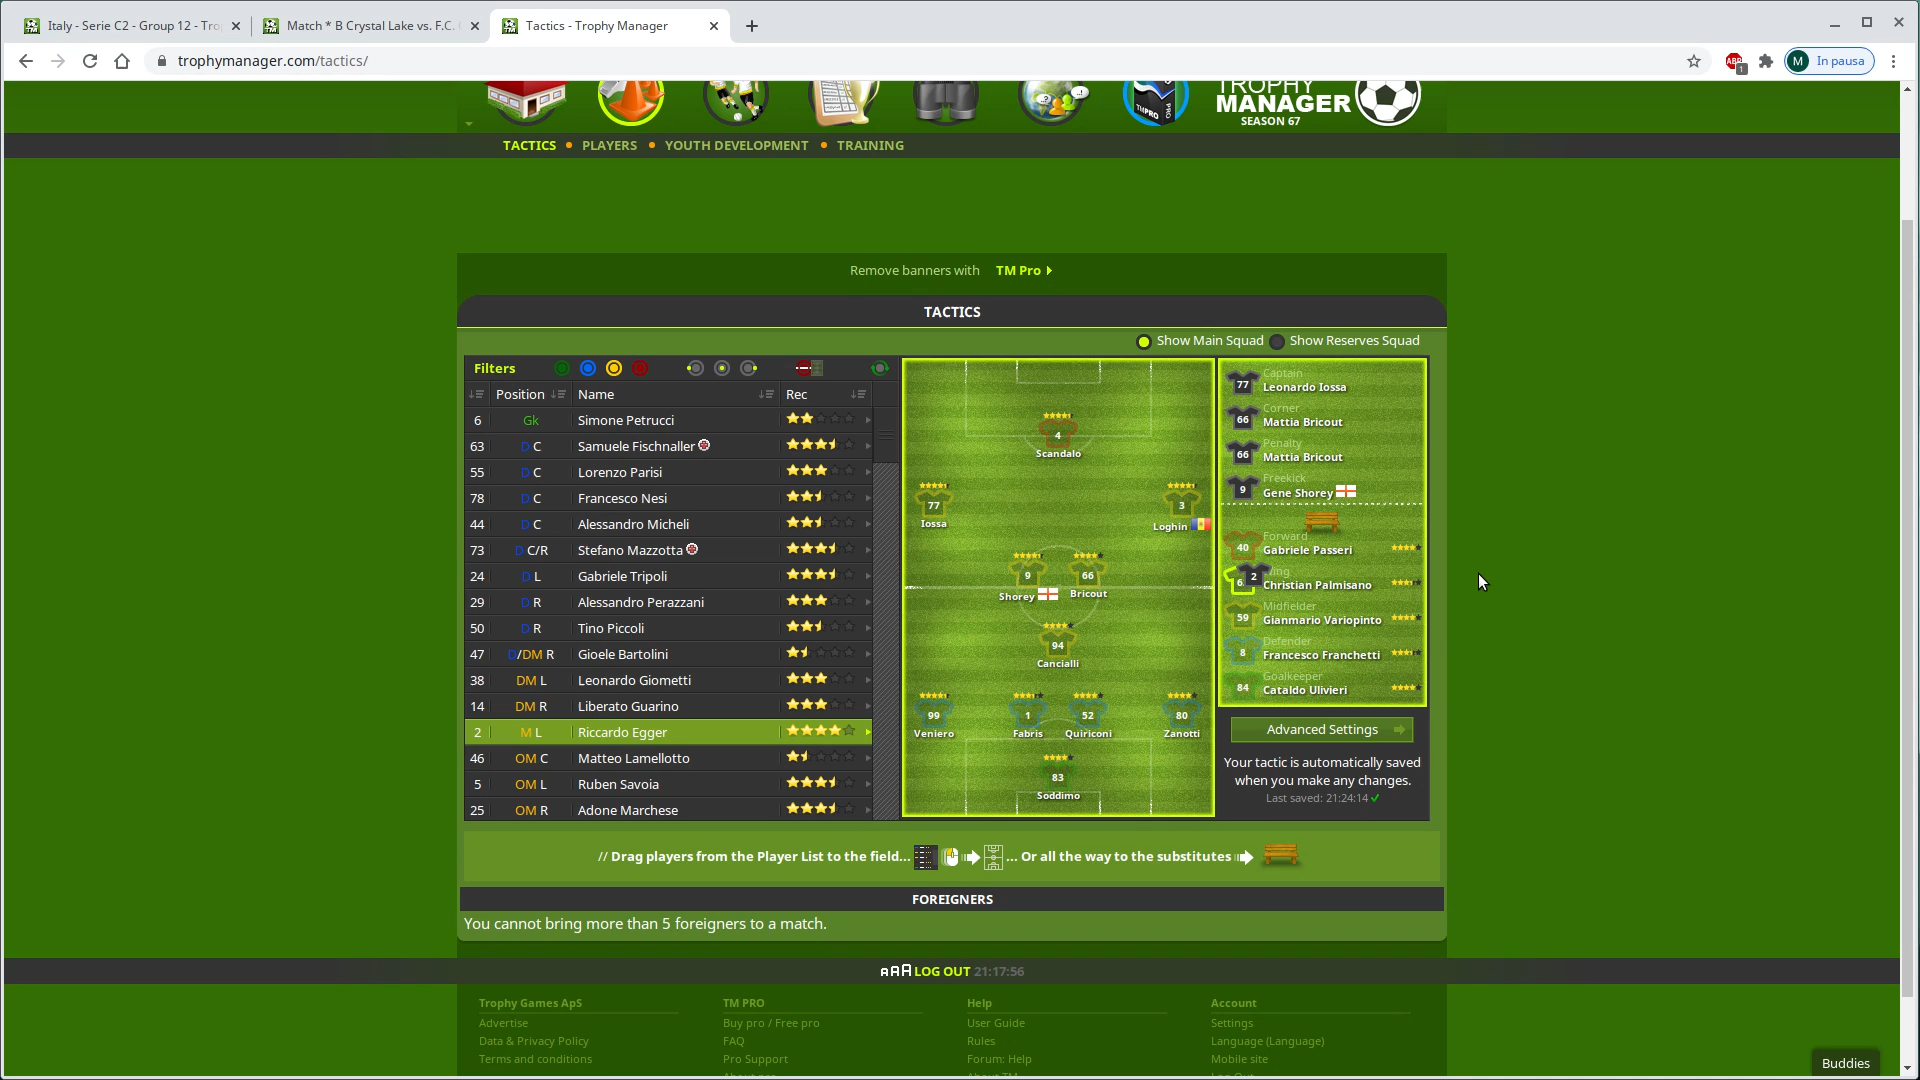 Italy - Serie C2 - Group 12 - Tro
Match * B Crystal Lake vs. F.C.
Tactics - Trophy Manager
trophymanager.com/tactics/
ABP
1
M
In pausa
TMPRO
PRO
TROPHY
MANAGER
SEASON 67
TACTICS
PLAYERS
YOUTH DEVELOPMENT
TRAINING
Remove banners with TM Pro
TACTICS
Show Main Squad
Show Reserves Squad
Filters
Position Name Rec
6 Gk Simone Petrucci
63 D C Samuele Fischnaller
55 D C Lorenzo Parisi
78 D C Francesco Nesi
44 D C Alessandro Micheli
73 D C/R Stefano Mazzotta
24 D L Gabriele Tripoli
29 D R Alessandro Perazzani
50 D R Tino Piccoli
47 D/DM R Gioele Bartolini
38 DM L Leonardo Giometti
14 DM R Liberato Guarino
2 M L Riccardo Egger
46 OM C Matteo Lamellotto
5 OM L Ruben Savoia
25 OM R Adone Marchese
4
Scandalo
77
Iossa
3
Loghin
9
Shorey
66
Bricout
94
Cancialli
99
Veniero
1
Fabris
52
Quiriconi
80
Zanotti
83
Soddimo
Captain
77 Leonardo Iossa
Corner
66 Mattia Bricout
Penalty
66 Mattia Bricout
Freekick
9 Gene Shorey
Forward
40 Gabriele Passeri
Wing
2 Christian Palmisano
Midfielder
59 Gianmario Variopinto
Defender
8 Francesco Franchetti
Goalkeeper
84 Cataldo Ulivieri
Advanced Settings
Your tactic is automatically saved
when you make any changes.
Last saved: 21:24:14
// Drag players from the Player List to the field... ... Or all the way to the substitutes
FOREIGNERS
You cannot bring more than 5 foreigners to a match.
AAA LOG OUT 21:17:56
Trophy Games ApS
Advertise
Data & Privacy Policy
Terms and conditions
TM PRO
Buy pro / Free pro
FAQ
Pro Support
Help
User Guide
Rules
Forum: Help
About TM
Account
Settings
Language (Language)
Mobile site
Log Out
Buddies